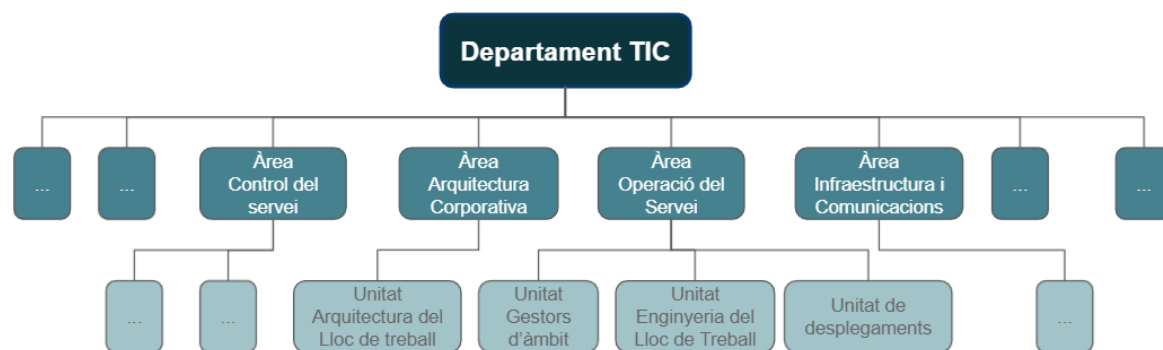 Departament TIC
...
...
Àrea
Control del
servei
Àrea
Arquitectura
Corporativa
Àrea
Operació del
Servei
Àrea
Infraestructura i
Comunicacions
...
...
...
...
Unitat
Arquitectura del
Lloc de treball
Unitat
Gestors
d'àmbit
Unitat
Enginyeria del
Lloc de Treball
Unitat de
desplegaments
...